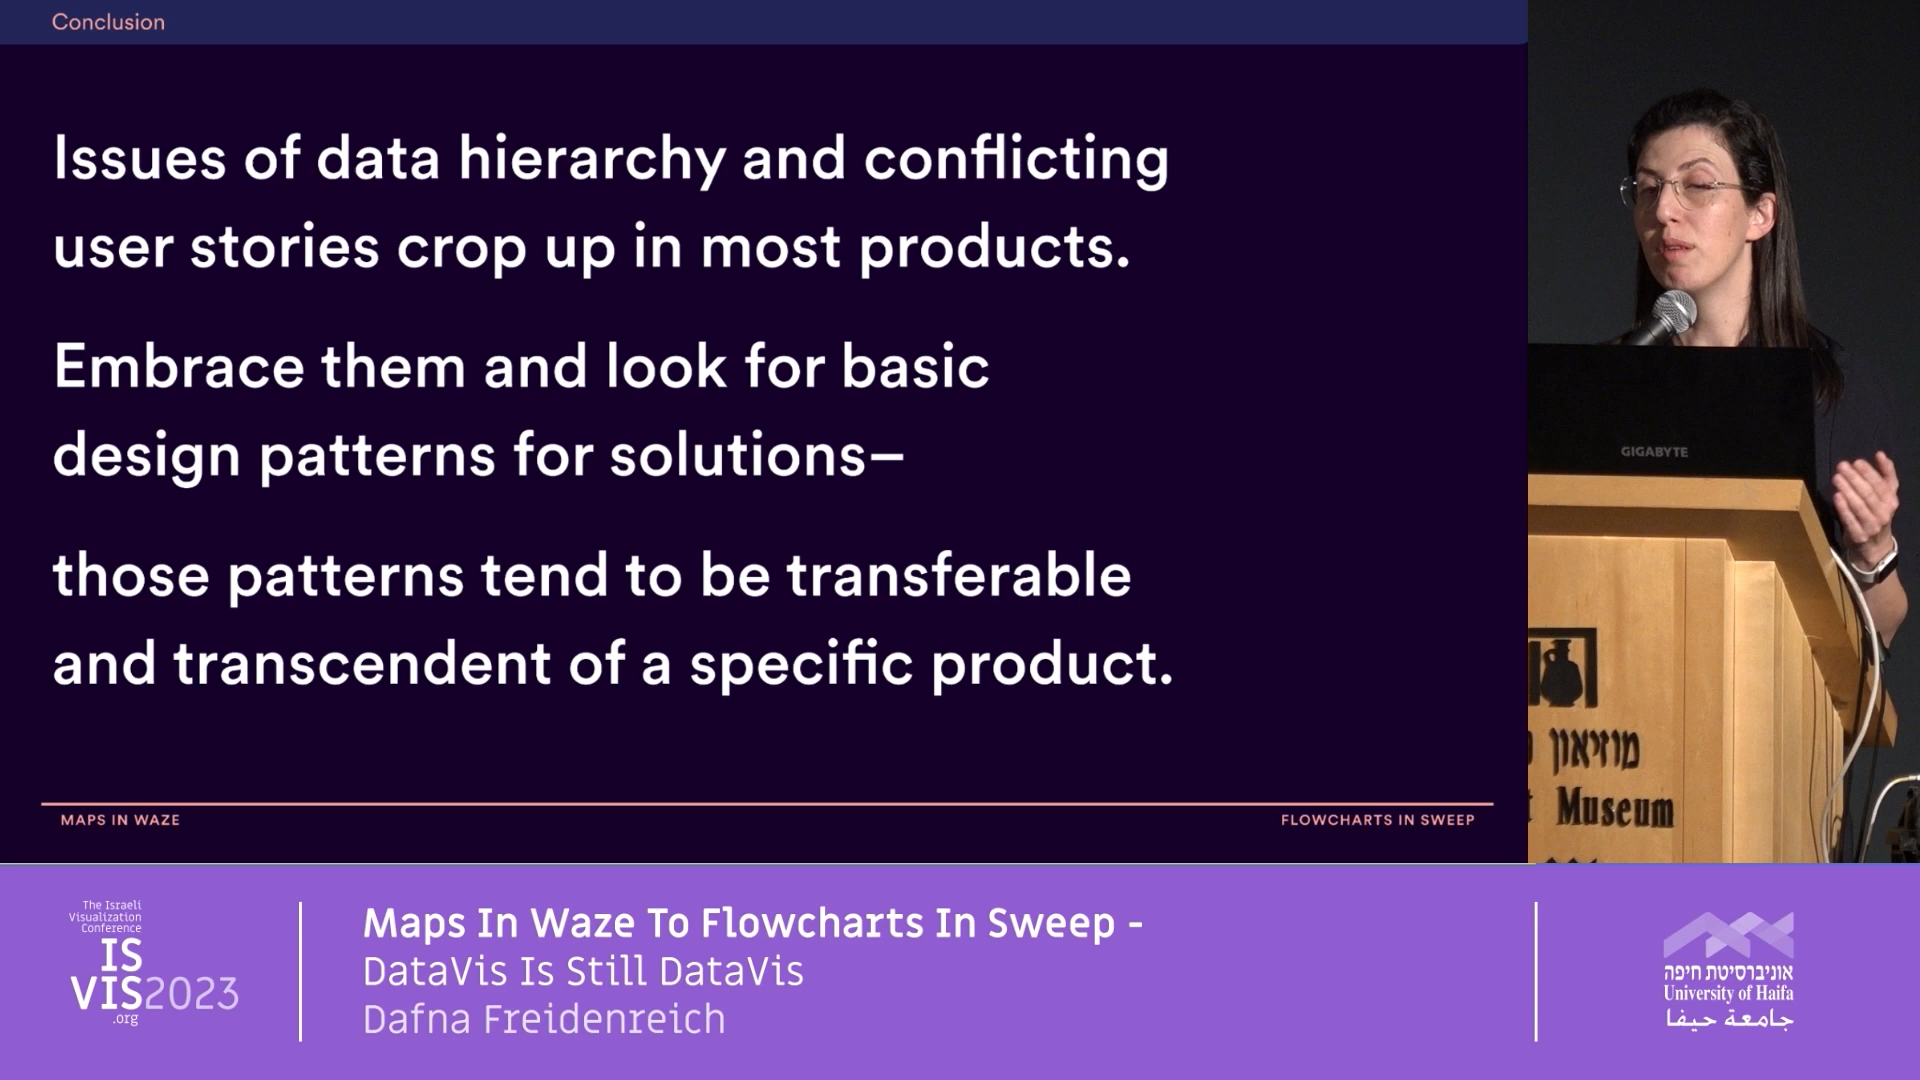 Conclusion
Issues of data hierarchy and conflicting
user stories crop up in most products.
Embrace them and look for basic
design patterns for solutions–
those patterns tend to be transferable
and transcendent of a specific product.
MAPS IN WAZE
FLOWCHARTS IN SWEEP
GIGABYTE
מוזיאון
Museum
The Israeli
Visualization
Conference
IS
VIS2023
.org
Maps In Waze To Flowcharts In Sweep -
DataVis Is Still DataVis
Dafna Freidenreich
אוניברסיטת חיפה
University of Haifa
جامعة حيفا